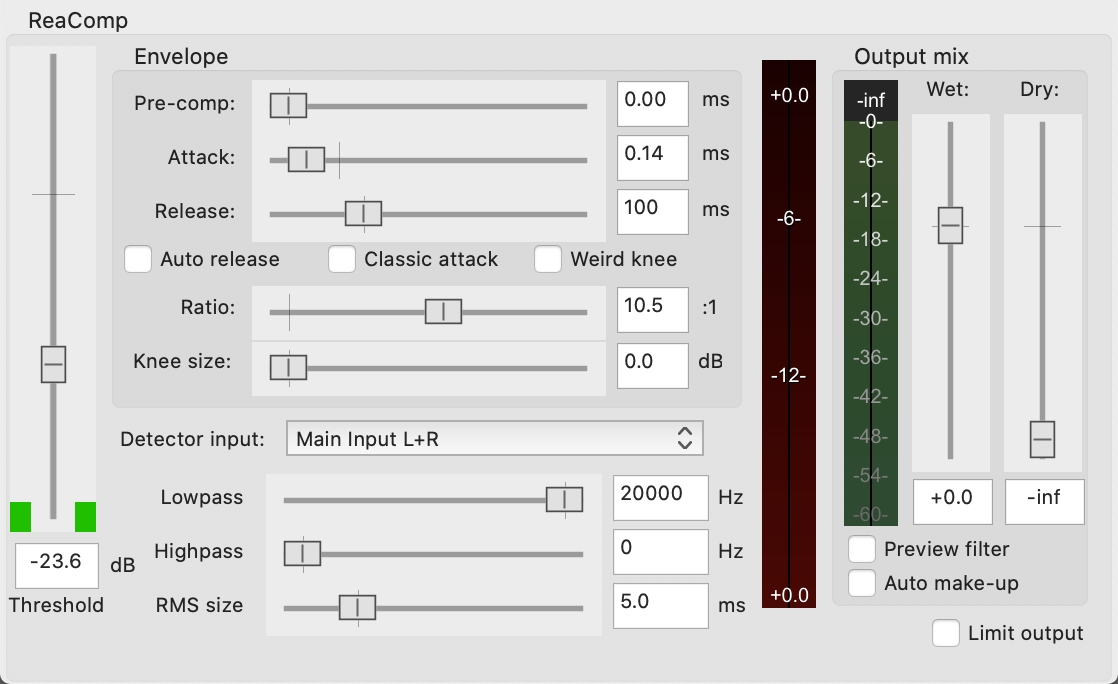 ReaComp
Envelope
Pre-comp: 0.00 ms
Attack: 0.14 ms
Release: 100 ms
Auto release Classic attack Weird knee
Ratio: 10.5 :1
Knee size: 0.0 dB
Detector input: Main Input L+R
Lowpass 20000 Hz
Highpass 0 Hz
RMS size 5.0 ms
-23.6 dB
Threshold
+0.0
-6-
-12-
+0.0
Output mix
Wet: Dry:
-inf
-0-
-6-
-12-
-18-
-24-
-30-
-36-
-42-
-48-
-54-
-60-
+0.0 -inf
Preview filter
Auto make-up
Limit output